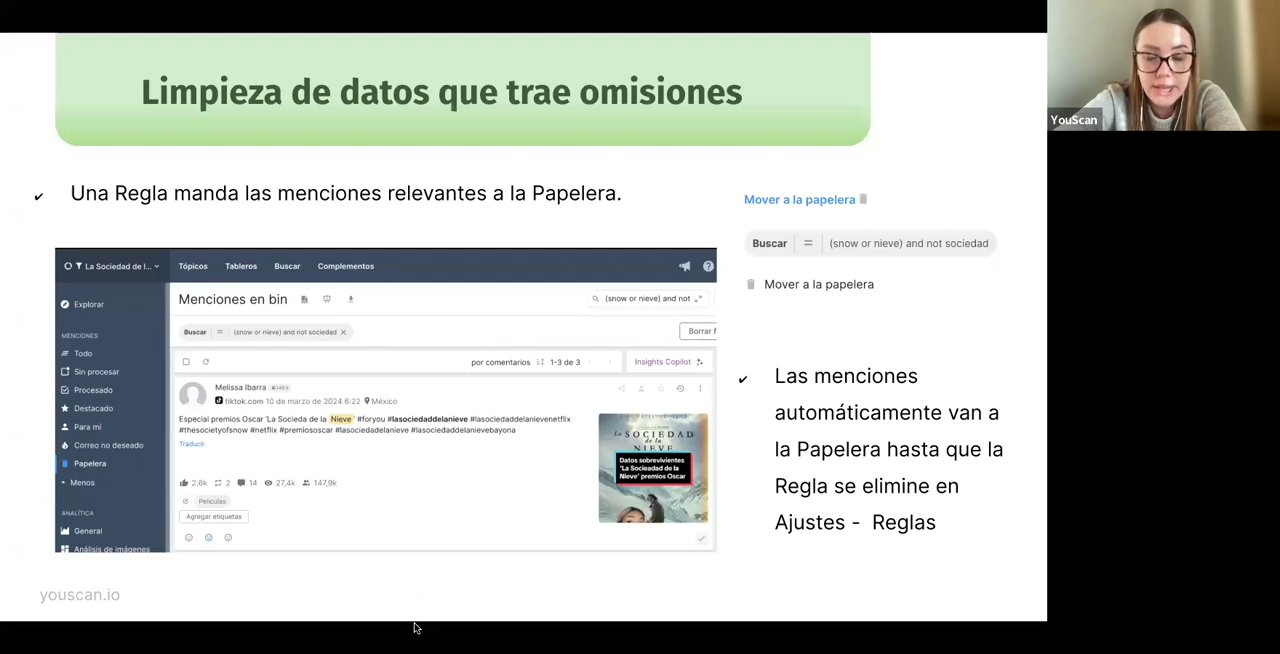 Limpieza de datos que trae omisiones
YouScan
Una Regla manda las menciones relevantes a la Papelera.
Mover a la papelera
Buscar = (snow or nieve) and not sociedad
Mover a la papelera
La Sociedad de l...
Tópicos Tableros Buscar Complementos
Explorar
MENCIONES
Todo
Sin procesar
Procesado
Destacado
Para mí
Correo no deseado
Papelera
Menos
ANALÍTICA
General
Análisis de imágenes
Menciones en bin
(snow or nieve) and not
Buscar = (snow or nieve) and not sociedad
Borrar f
por comentarios 1-3 de 3
Insights Copilot
Melissa Ibarra
tiktok.com 10 de marzo de 2024 6:22 México
Especial premios Oscar 'La Socieda de la Nieve' #foryou #lasociedaddelanieve #lasociedaddelanievenetflix
#thesocietyofsnow #netflix #premiososcar #lasociedadelanieve #lasociedaddelanievebayona
Traducir
LA SOCIEDAD
DE LA
NIEVE
Datos sobrevivientes
'La Socieadad de la
Nieve' premios Oscar
2,6k 2 14 27,4k 147,9k
Películas
Agregar etiquetas
Las menciones
automáticamente van a
la Papelera hasta que la
Regla se elimine en
Ajustes - Reglas
youscan.io